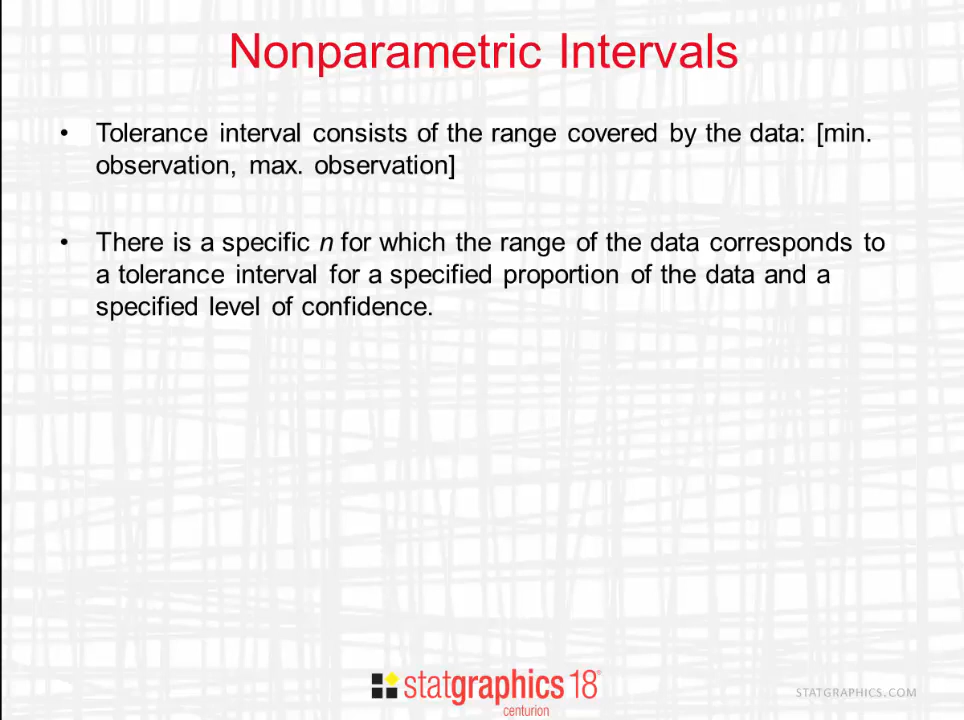 Nonparametric Intervals
• Tolerance interval consists of the range covered by the data: [min.
observation, max. observation]
• There is a specific n for which the range of the data corresponds to
a tolerance interval for a specified proportion of the data and a
specified level of confidence.
statgraphics 18®
centurion
STATGRAPHICS.COM